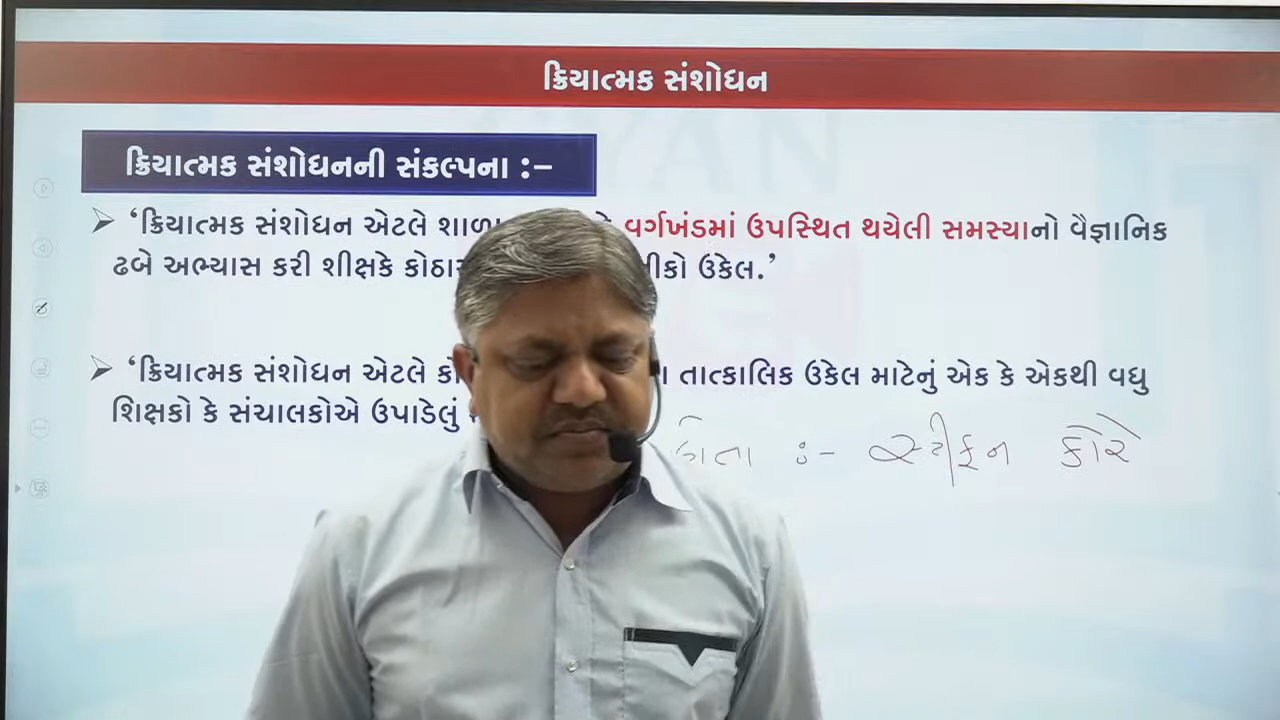 ક્રિયાત્મક સંશોધન
ક્રિયાત્મક સંશોધનની સંકલ્પના :–
‘ક્રિયાત્મક સંશોધન એટલે શાળા વર્ગખંડમાં ઉપસ્થિત થયેલી સમસ્યાનો વૈજ્ઞાનિક
ઢબે અભ્યાસ કરી શીક્ષકે ઉકેલ.’
‘ક્રિયાત્મક સંશોધન એટલે તાત્કાલિક ઉકેલ માટેનું એક કે એકથી વધુ
શિક્ષકો કે સંચાલકોએ ઉપાડેલું
:– સ્ટીફન કોરે